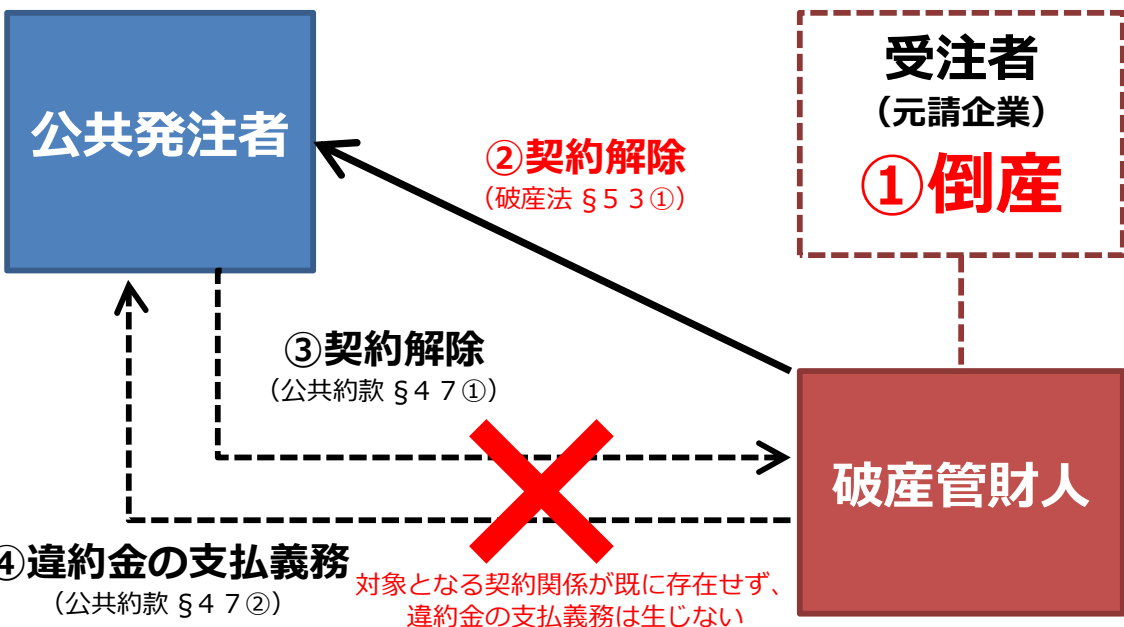 公共発注者
受注者
（元請企業）
①倒産
②契約解除
（破産法 §５３①）
③契約解除
（公共約款 §４７①）
破産管財人
④違約金の支払義務
（公共約款 §４７②）
対象となる契約関係が既に存在せず、
違約金の支払義務は生じない